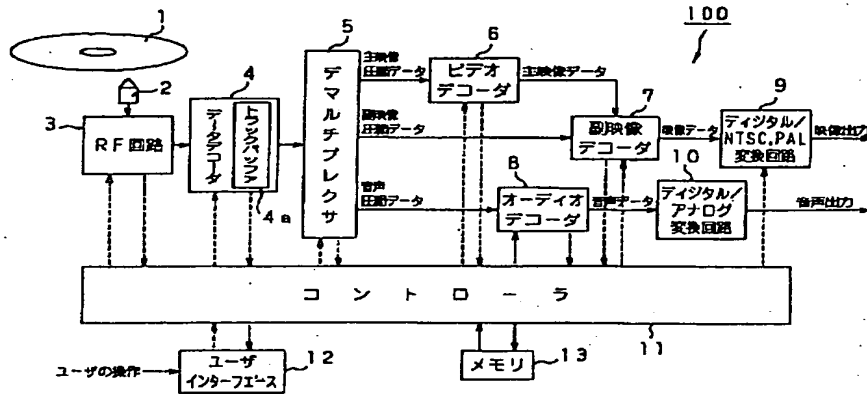 100
1
2
3
RF回路
4
データデコーダ
トラックバッファ
4a
5
デマルチプレクサ
主映像
圧縮データ
副映像
圧縮データ
音声
圧縮データ
6
ビデオ
デコーダ
主映像データ
7
副映像
デコーダ
映像データ
8
オーディオ
デコーダ
音声データ
9
ディジタル/
NTSC,PAL
変換回路
映像出力
10
ディジタル/
アナログ
変換回路
音声出力
コントローラ
11
ユーザの操作
ユーザ
インターフェース
12
メモリ
13